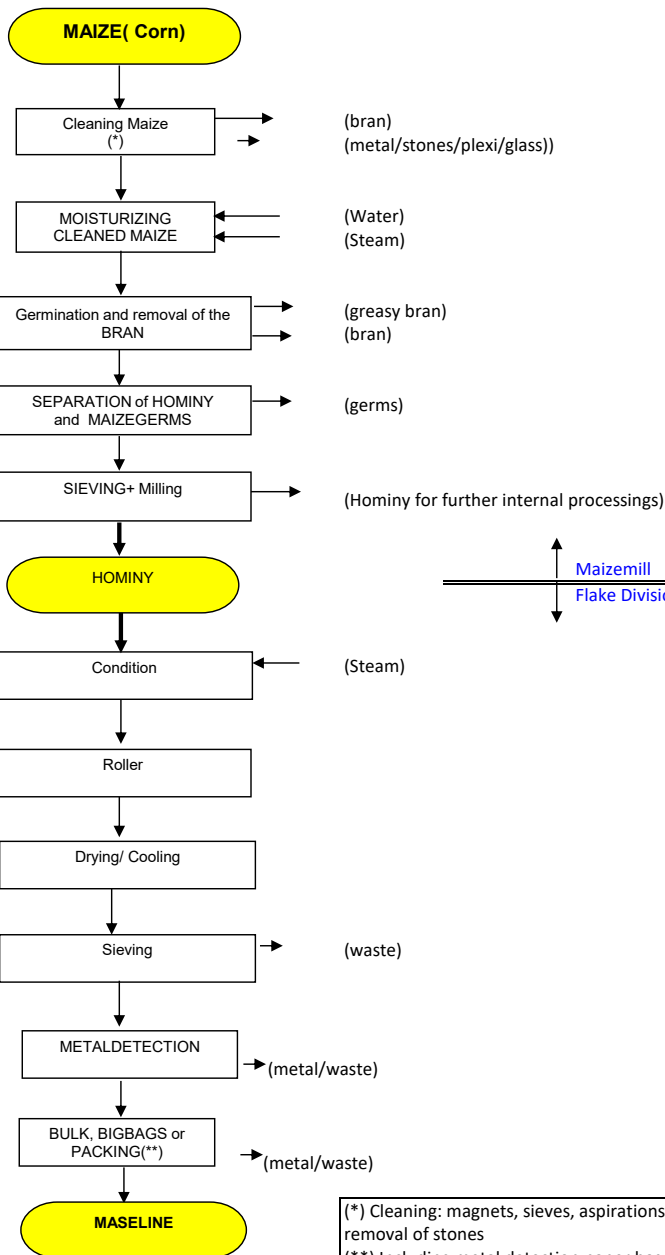 MAIZE( Corn)
Cleaning Maize
(*)
(bran)
(metal/stones/plexi/glass))
MOISTURIZING
CLEANED MAIZE
(Water)
(Steam)
Germination and removal of the
BRAN
(greasy bran)
(bran)
SEPARATION of HOMINY
and MAIZEGERMS
(germs)
SIEVING+ Milling
(Hominy for further internal processings)
HOMINY
Maizemill
Flake Divisi
Condition
(Steam)
Roller
Drying/ Cooling
Sieving
(waste)
METALDETECTION
(metal/waste)
BULK, BIGBAGS or
PACKING(**)
(metal/waste)
MASELINE
(*) Cleaning: magnets, sieves, aspirations
removal of stones